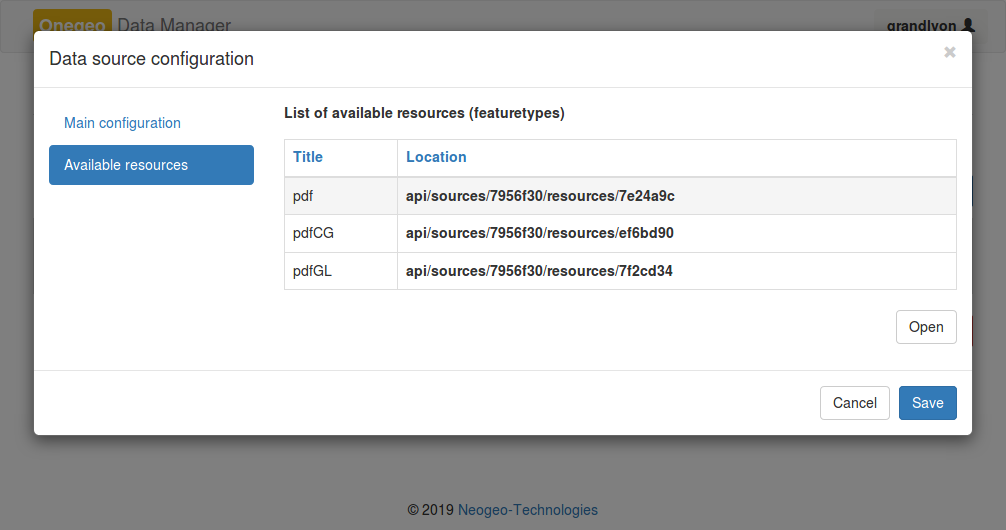 Onegeo Data Manager
grandlyon
Data source configuration
×
Main configuration
Available resources
List of available resources (featuretypes)
Title Location
pdf api/sources/7956f30/resources/7e24a9c
pdfCG api/sources/7956f30/resources/ef6bd90
pdfGL api/sources/7956f30/resources/7f2cd34
Open
Cancel Save
© 2019 Neogeo-Technologies